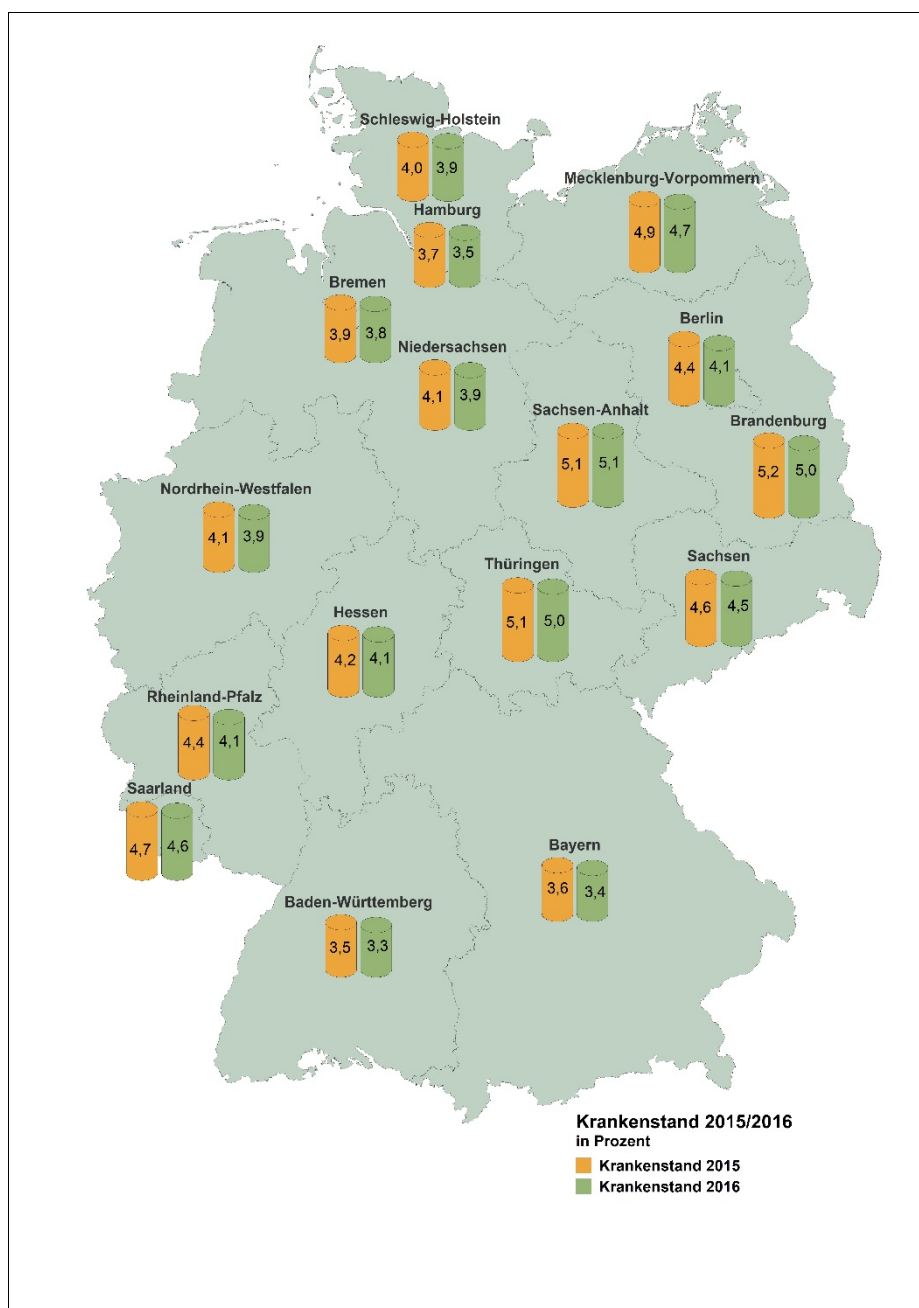 Schleswig-Holstein
4,0 3,9
Mecklenburg-Vorpommern
4,9 4,7
Hamburg
3,7 3,5
Bremen
3,9 3,8
Berlin
4,4 4,1
Niedersachsen
4,1 3,9
Sachsen-Anhalt
5,1 5,1
Brandenburg
5,2 5,0
Nordrhein-Westfalen
4,1 3,9
Thüringen
5,1 5,0
Sachsen
4,6 4,5
Hessen
4,2 4,1
Rheinland-Pfalz
4,4 4,1
Saarland
4,7 4,6
Bayern
3,6 3,4
Baden-Württemberg
3,5 3,3
Krankenstand 2015/2016
in Prozent
Krankenstand 2015
Krankenstand 2016